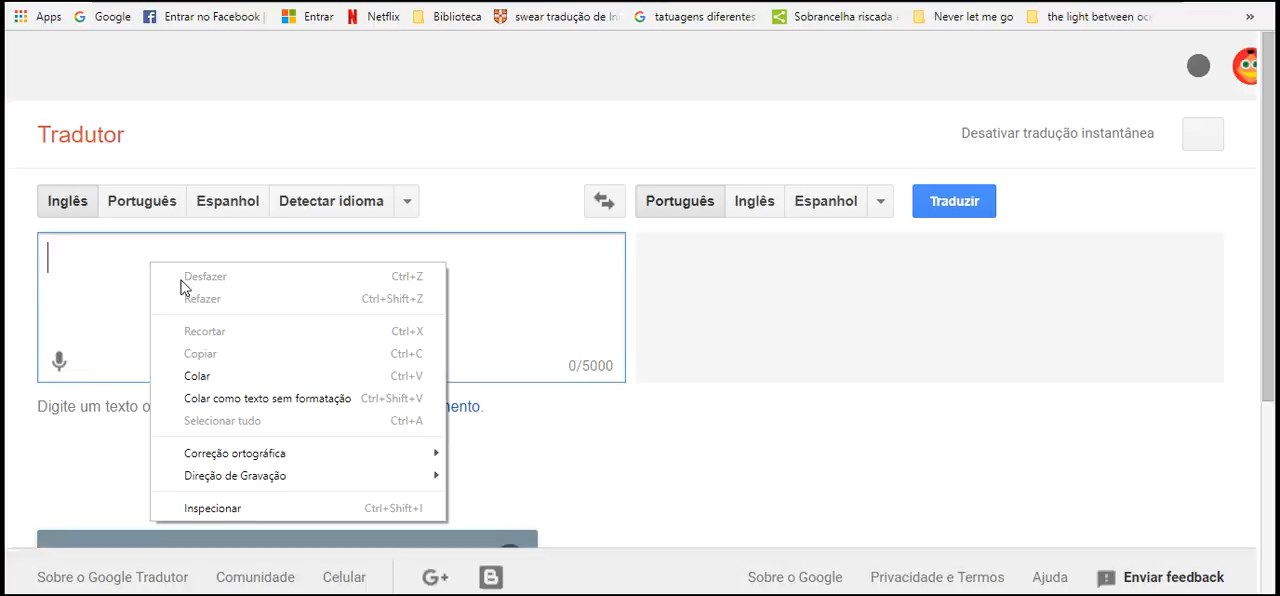 Apps Google Entrar no Facebook Entrar Netflix Biblioteca swear tradução de In tatuagens diferentes Sobrancelha riscada Never let me go the light between oce »
Tradutor Desativar tradução instantânea
Inglês Português Espanhol Detectar idioma Português Inglês Espanhol Traduzir
Desfazer Ctrl+Z
Refazer Ctrl+Shift+Z
Recortar Ctrl+X
Copiar Ctrl+C
0/5000
Colar Ctrl+V
Colar como texto sem formatação Ctrl+Shift+V
Digite um texto o mento.
Selecionar tudo Ctrl+A
Correção ortográfica
Direção de Gravação
Inspecionar Ctrl+Shift+I
Sobre o Google Tradutor Comunidade Celular G+ B Sobre o Google Privacidade e Termos Ajuda Enviar feedback